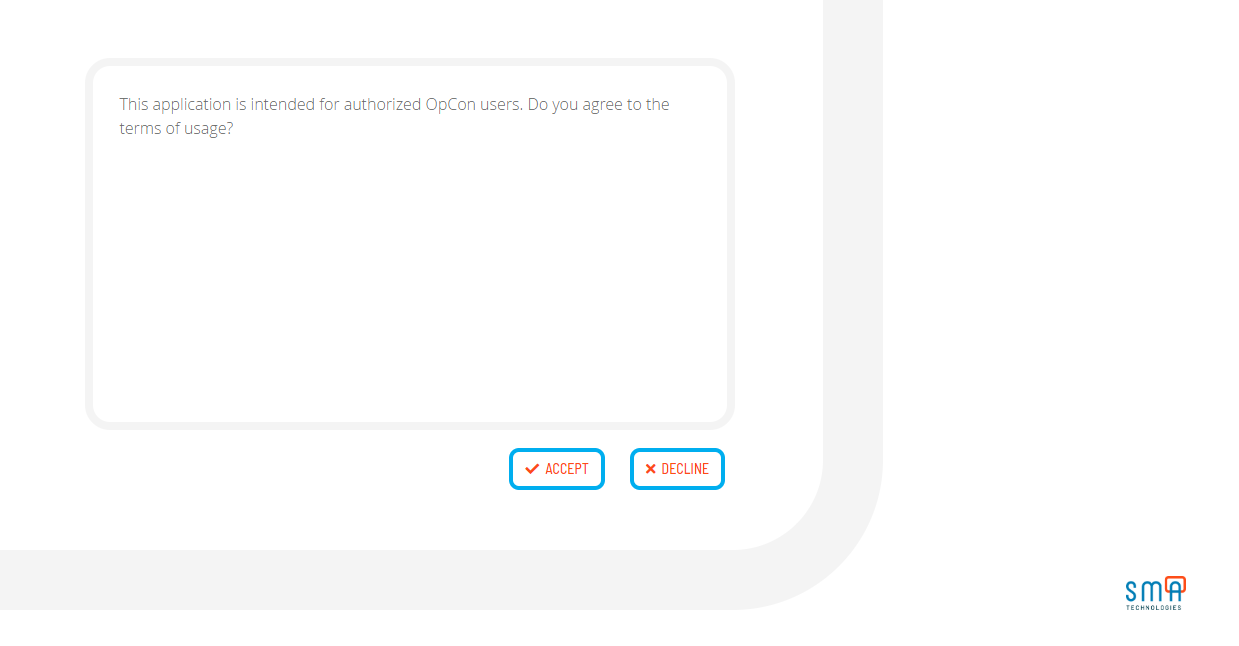 This application is intended for authorized OpCon users. Do you agree to the
terms of usage?
ACCEPT
DECLINE
SMA
TECHNOLOGIES